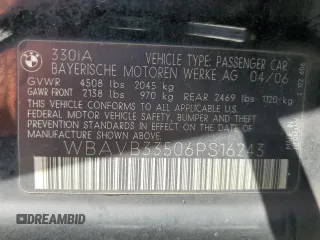 330iA
VEHICLE TYPE: PASSENGER CAR
BAYERISCHE MOTOREN WERKE AG 04/06
GVWR 4508 lbs 2045 kg
GAWR FRONT 2138 lbs 970 kg REAR 2469 lbs 1120 kg
THIS VEHICLE CONFORMS TO ALL APPLICABLE U.S.
FEDERAL MOTOR VEHICLE SAFETY, BUMPER AND THEFT
PREVENTION STANDARDS IN EFFECT ON THE DATE OF
MANUFACTURE SHOWN ABOVE.
WBAVB33506PS16243
DREAMBID